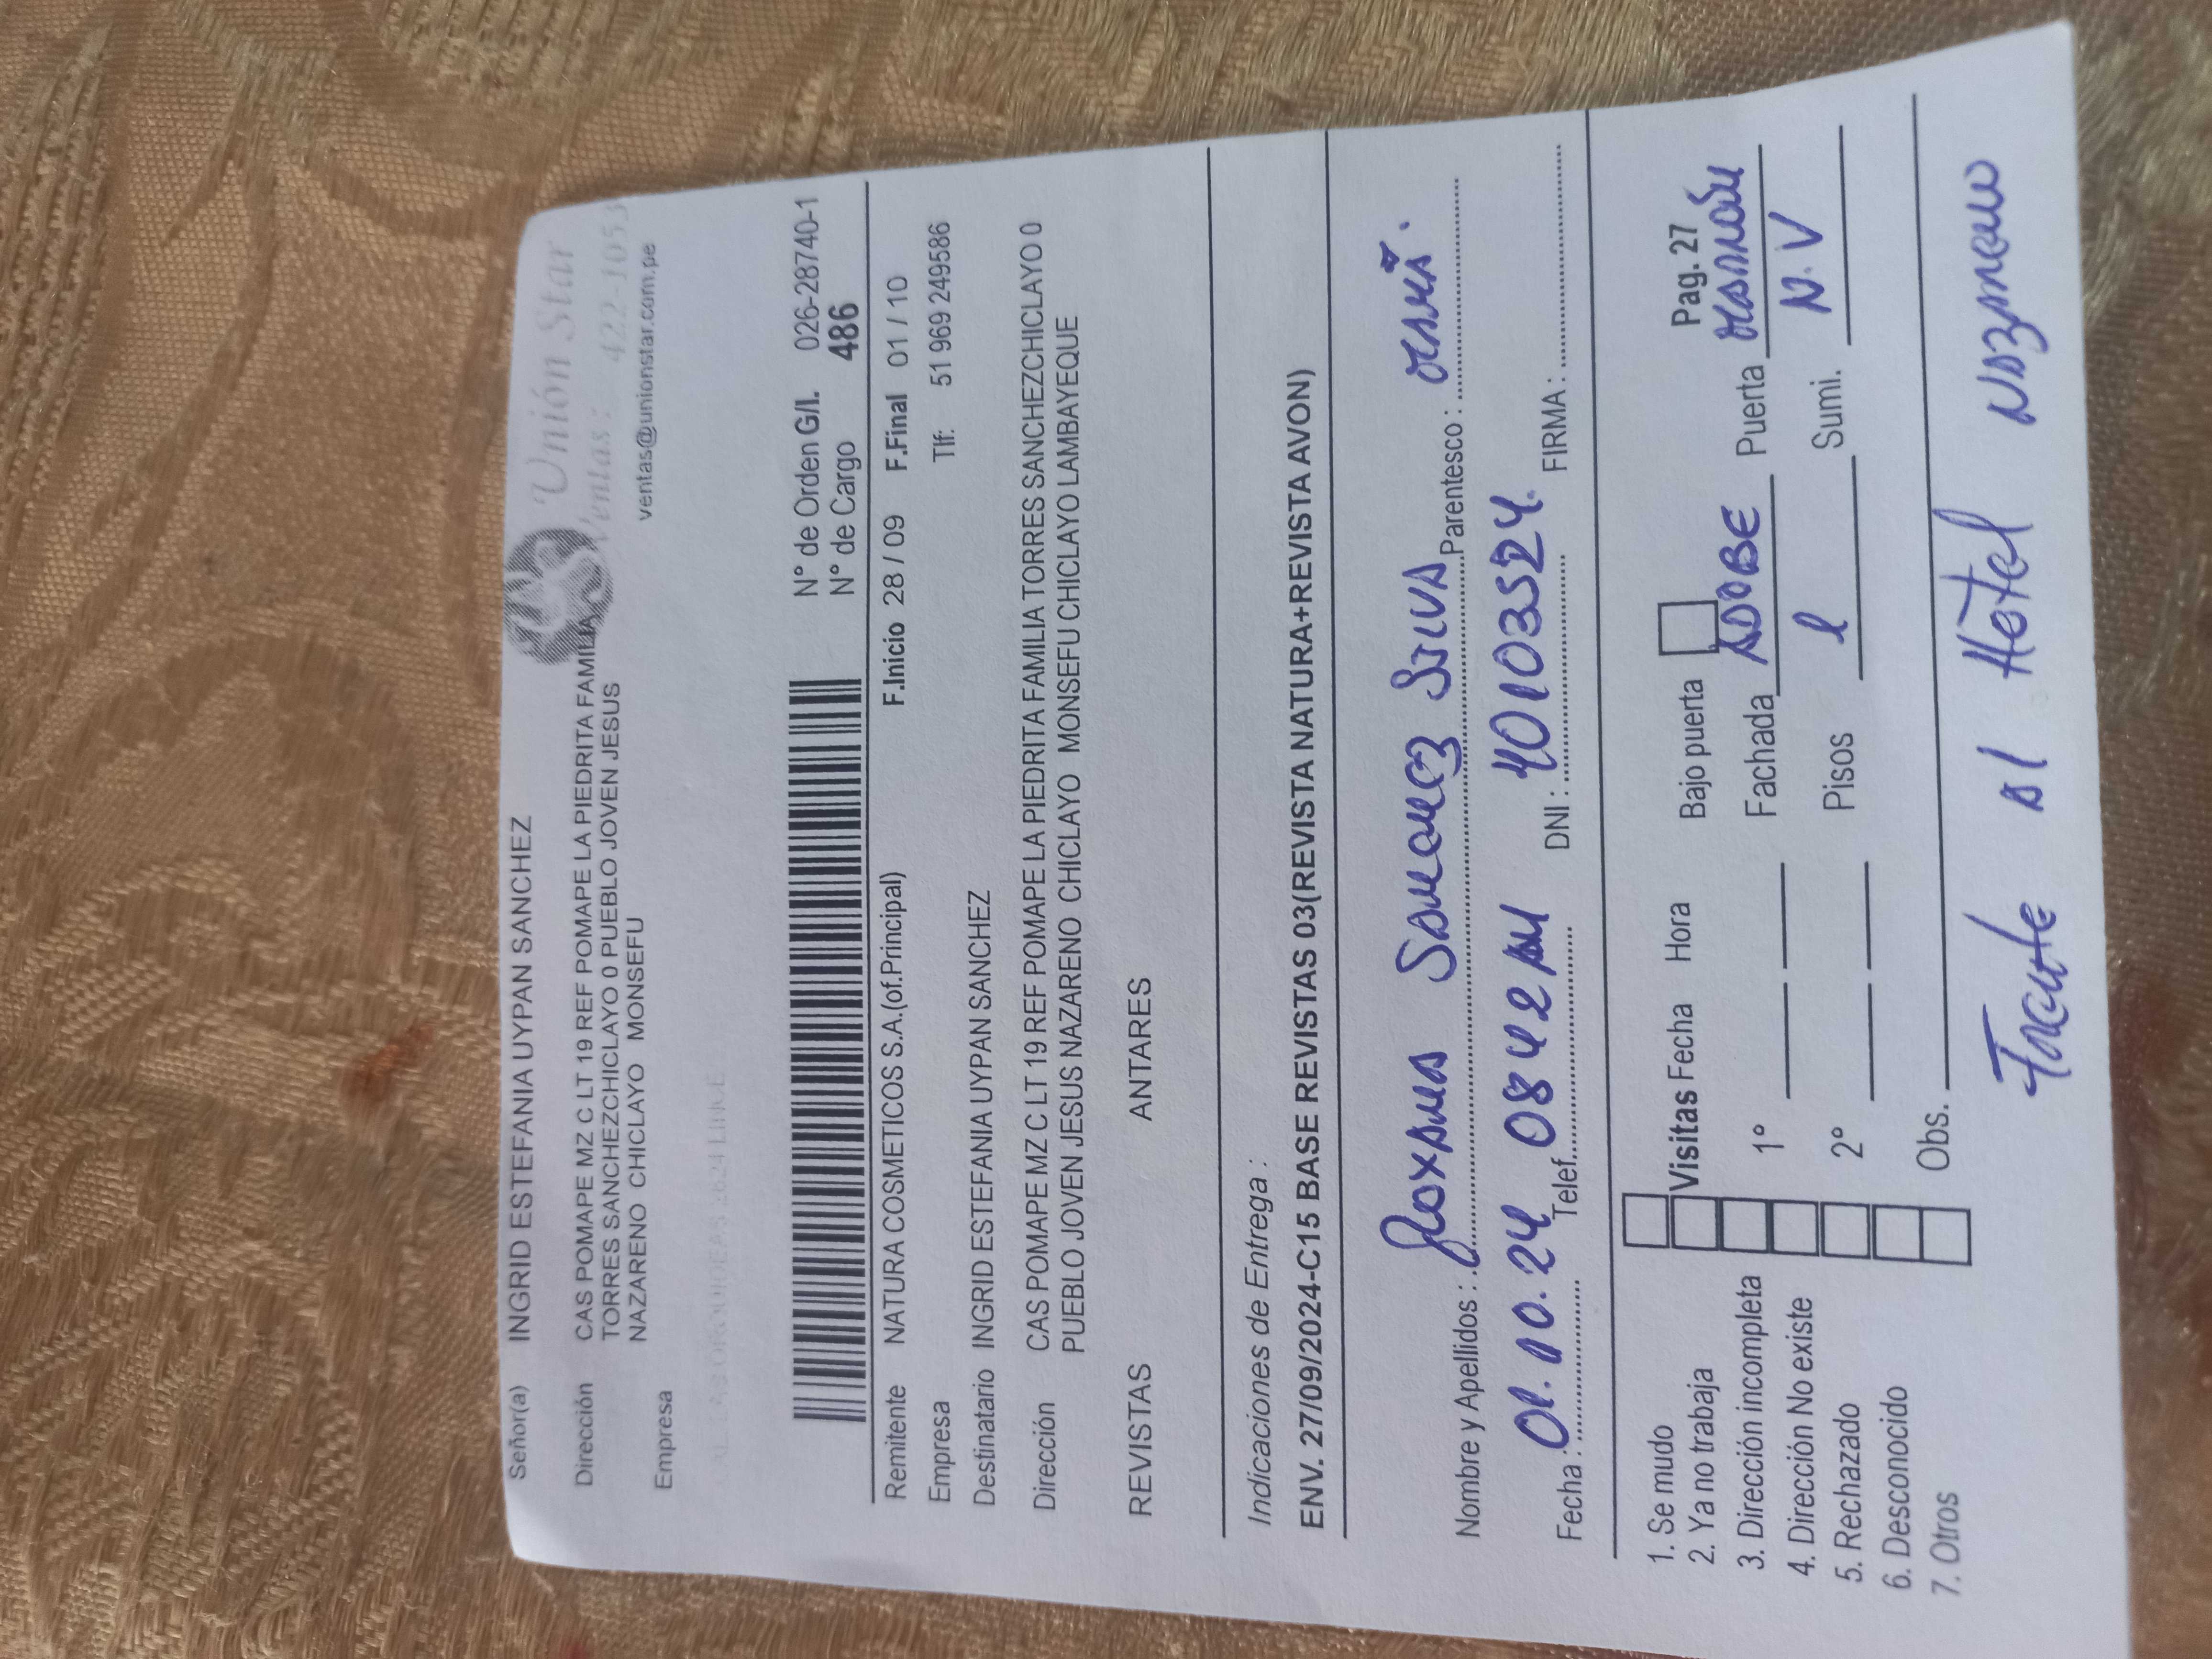 Unión Star
Ventas : 422-1053
ventas@unionstar.com.pe
Señor(a) INGRID ESTEFANIA UYPAN SANCHEZ
Dirección CAS POMAPE MZ C LT 19 REF POMAPE LA PIEDRITA FAMILIA
TORRES SANCHEZCHICLAYO 0 PUEBLO JOVEN JESUS
NAZARENO CHICLAYO MONSEFU
Empresa
N° de Orden G/I. 026-28740-1
N° de Cargo 486
Remitente NATURA COSMETICOS S.A.(of.Principal) F.Inicio 28 / 09 F.Final 01 / 10
Empresa Tlf: 51 969 249586
Destinatario INGRID ESTEFANIA UYPAN SANCHEZ
Dirección CAS POMAPE MZ C LT 19 REF POMAPE LA PIEDRITA FAMILIA TORRES SANCHEZCHICLAYO 0
PUEBLO JOVEN JESUS NAZARENO CHICLAYO MONSEFU CHICLAYO LAMBAYEQUE
REVISTAS ANTARES
Indicaciones de Entrega :
ENV. 27/09/2024-C15 BASE REVISTAS 03(REVISTA NATURA+REVISTA AVON)
Nombre y Apellidos : Roxana Sanchez Silva Parentesco :
Fecha : 01.10.24 Telef. 08 42 AM DNI : 40103524 FIRMA :
1. Se mudo Bajo puerta Pag. 27
2. Ya no trabaja Visitas Fecha Hora
3. Dirección incompleta 1° Fachada ADOBE Puerta marrón
4. Dirección No existe
5. Rechazado 2° Pisos 1 Sumi. N.V
6. Desconocido
7. Otros Obs.
Frente al Hotel Nazareno